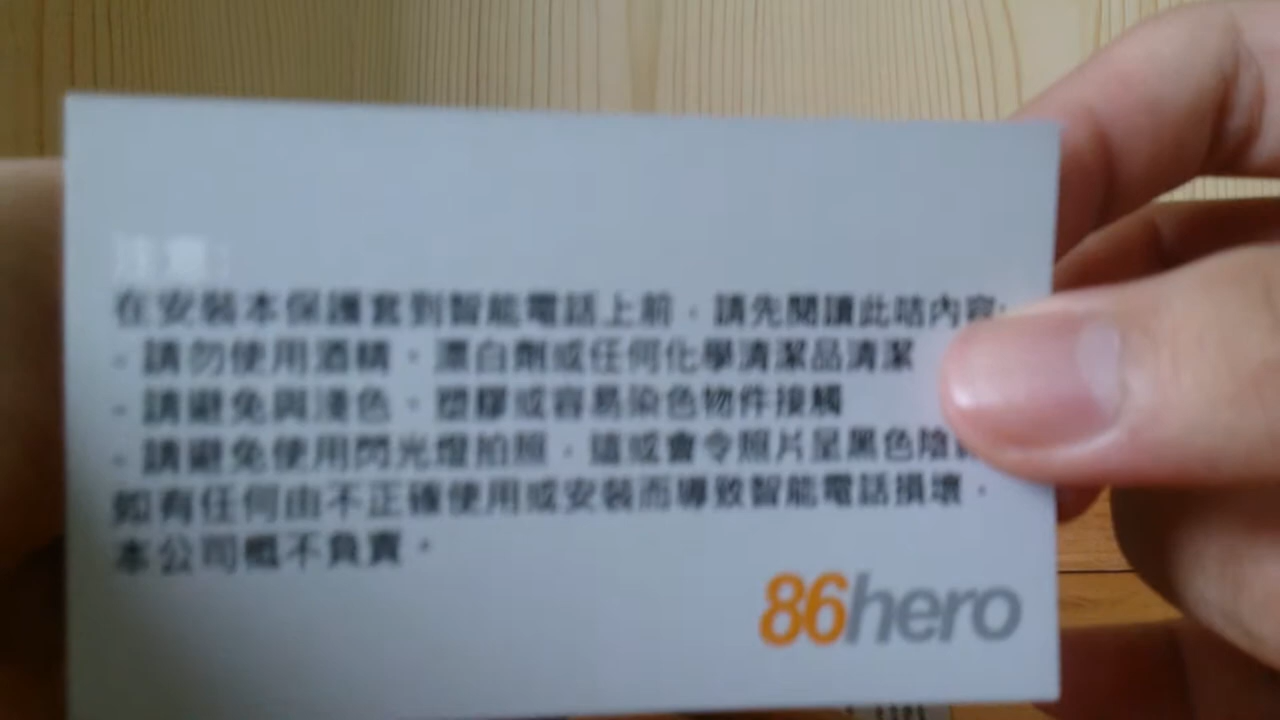 注意:
在安裝本保護套到智能電話上前，請先閱讀此咭內容:
- 請勿使用酒精、漂白劑或任何化學清潔品清潔
- 請避免與淺色、塑膠或容易染色物件接觸
- 請避免使用閃光燈拍照，這或會令照片呈黑色陰
如有任何由不正確使用或安裝而導致智能電話損壞，
本公司概不負責。
86hero